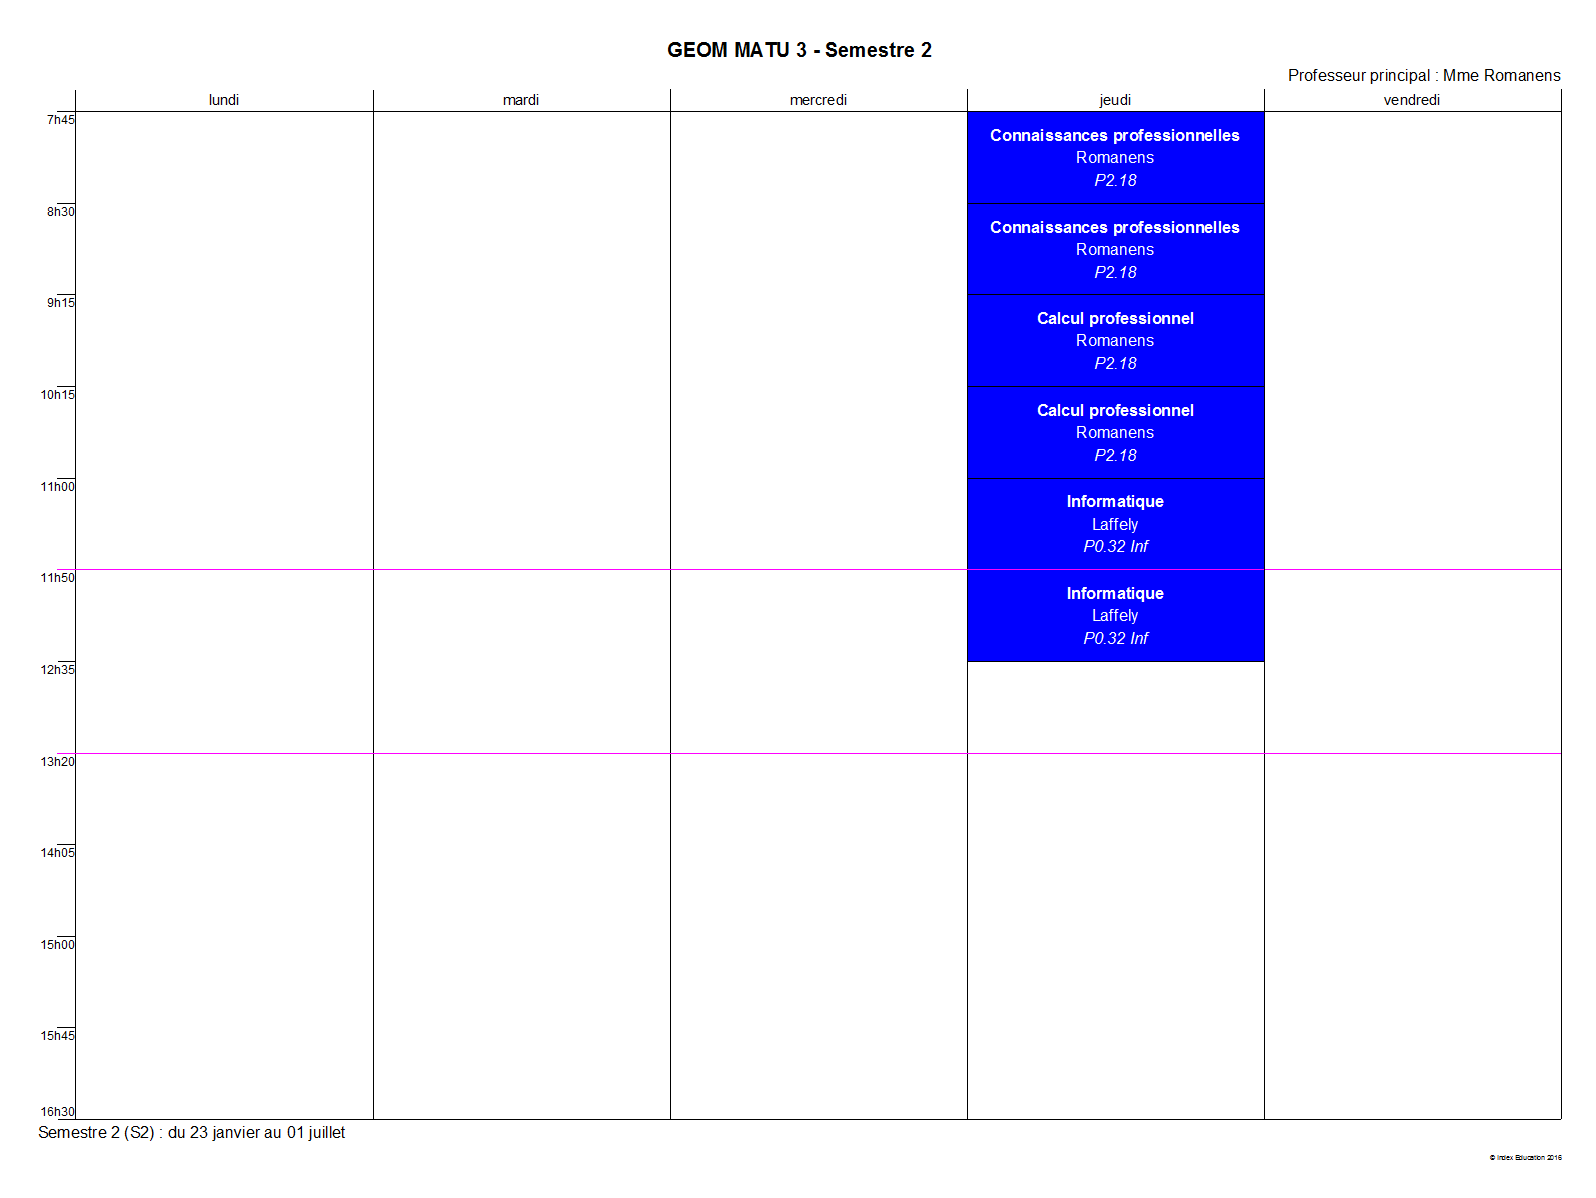 GEOM MATU 3 - Semestre 2
Professeur principal : Mme Romanens
lundi
mardi
mercredi
jeudi
vendredi
7h45
Connaissances professionnelles
Romanens
P2.18
8h30
Connaissances professionnelles
Romanens
P2.18
9h15
Calcul professionnel
Romanens
P2.18
10h15
Calcul professionnel
Romanens
P2.18
11h00
Informatique
Laffely
P0.32 Inf
11h50
Informatique
Laffely
P0.32 Inf
12h35
13h20
14h05
15h00
15h45
16h30
Semestre 2 (S2) : du 23 janvier au 01 juillet
© Index Education 2016